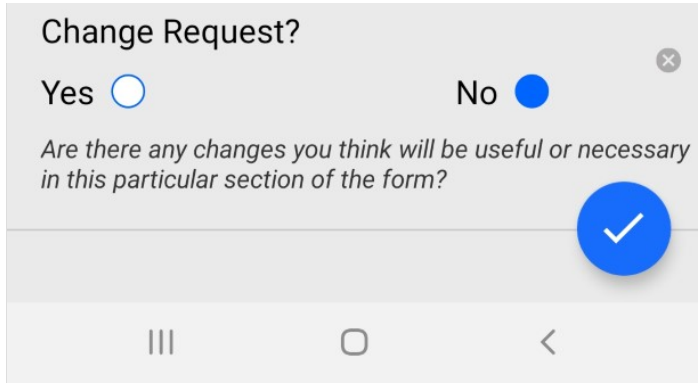 Change Request?
Yes No
Are there any changes you think will be useful or necessary
in this particular section of the form?